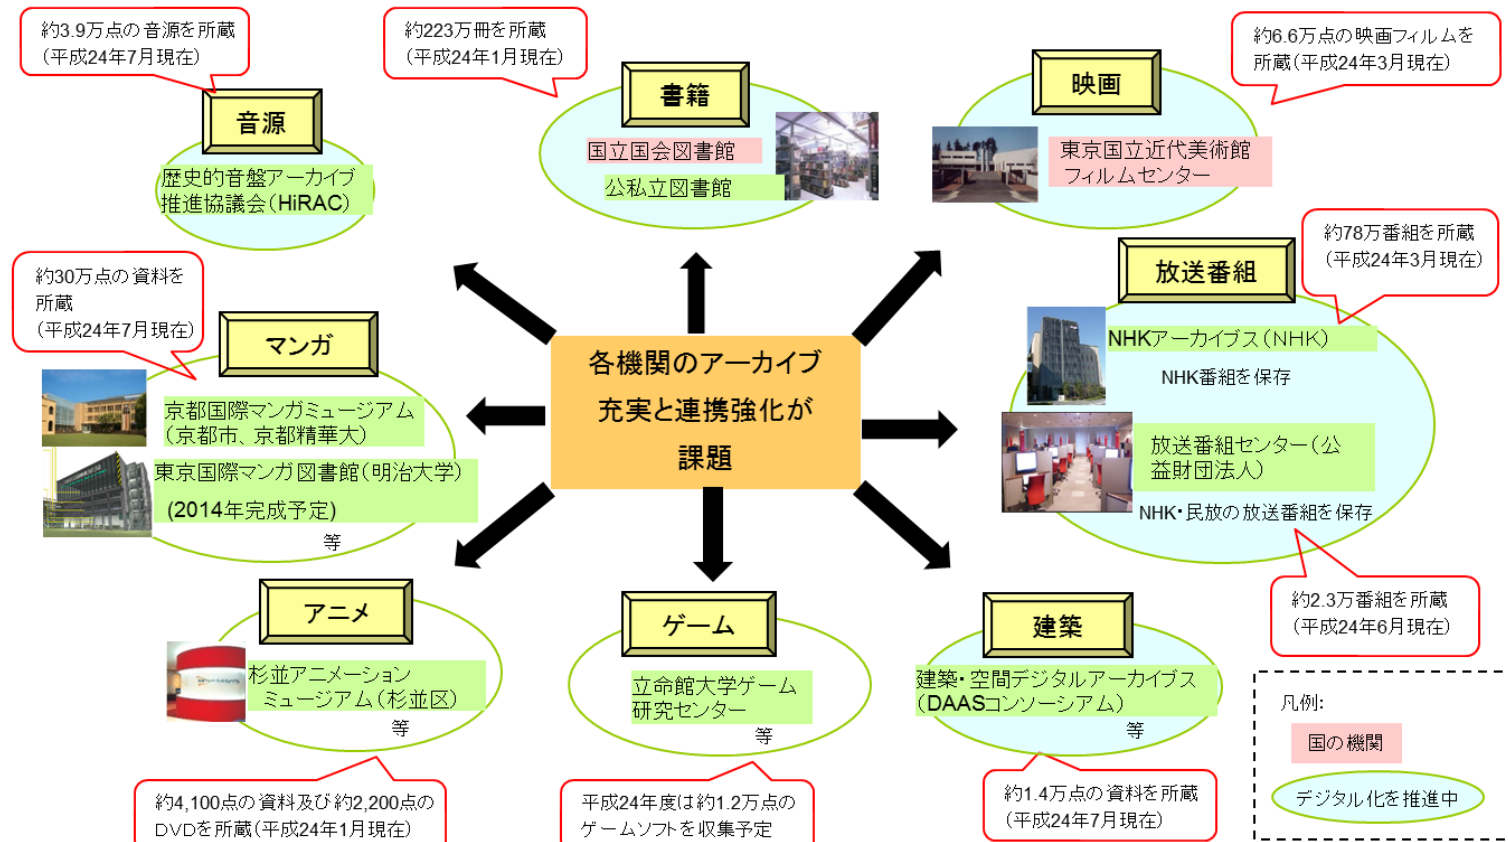 約3.9万点の音源を所蔵
(平成24年7月現在)
音源
歴史的音盤アーカイブ
推進協議会(HiRAC)
約223万冊を所蔵
(平成24年1月現在)
書籍
国立国会図書館
公私立図書館
約6.6万点の映画フィルムを
所蔵(平成24年3月現在)
映画
東京国立近代美術館
フィルムセンター
約78万番組を所蔵
(平成24年3月現在)
放送番組
NHKアーカイブス(NHK)
NHK番組を保存
放送番組センター(公
益財団法人)
NHK・民放の放送番組を保存
約2.3万番組を所蔵
(平成24年6月現在)
約30万点の資料を
所蔵
(平成24年7月現在)
マンガ
京都国際マンガミュージアム
(京都市、京都精華大)
東京国際マンガ図書館(明治大学)
(2014年完成予定)
等
各機関のアーカイブ
充実と連携強化が
課題
アニメ
杉並アニメーション
ミュージアム(杉並区)
等
約4,100点の資料及び約2,200点の
DVDを所蔵(平成24年1月現在)
ゲーム
立命館大学ゲーム
研究センター
等
平成24年度は約1.2万点の
ゲームソフトを収集予定
建築
建築・空間デジタルアーカイブス
(DAASコンソーシアム)
等
約1.4万点の資料を所蔵
(平成24年7月現在)
凡例:
国の機関
デジタル化を推進中